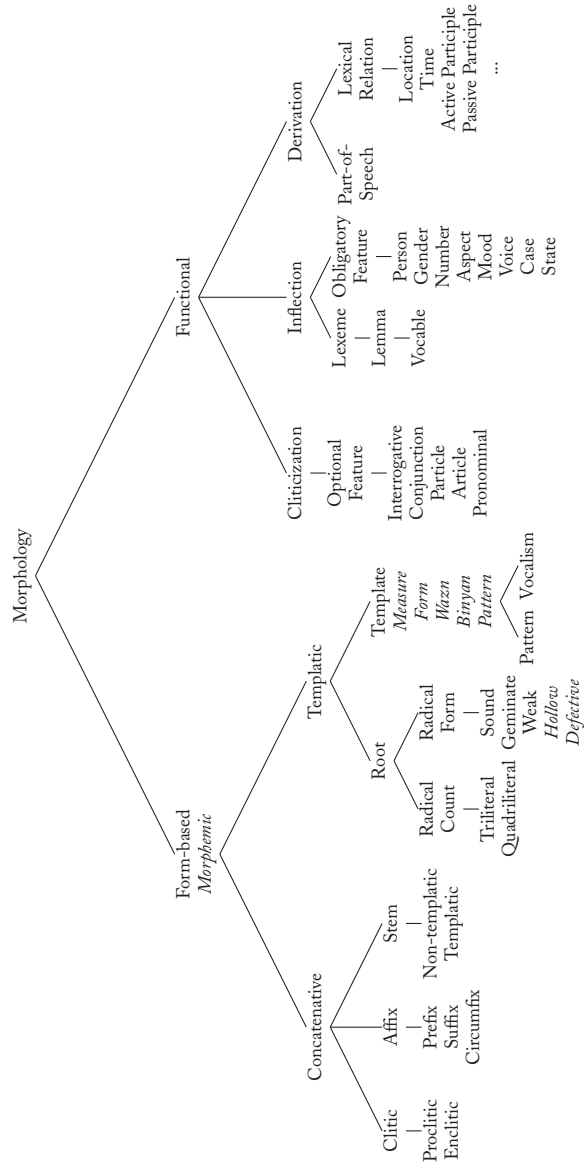 Morphology
Form-based
Morphemic
Functional
Concatenative
Templatic
Cliticization
Inflection
Derivation
Clitic
Proclitic
Enclitic
Affix
Prefix
Suffix
Circumfix
Stem
Non-templatic
Templatic
Root
Radical
Count
Triliteral
Quadriliteral
Radical
Form
Sound
Geminate
Weak
Hollow
Defective
Template
Measure
Form
Wazn
Binyan
Pattern
Pattern Vocalism
Optional
Feature
Interrogative
Conjunction
Particle
Article
Pronominal
Lexeme
Lemma
Vocable
Obligatory
Feature
Person
Gender
Number
Aspect
Mood
Voice
Case
State
Part-of-
Speech
Lexical
Relation
Location
Time
Active Participle
Passive Participle
...